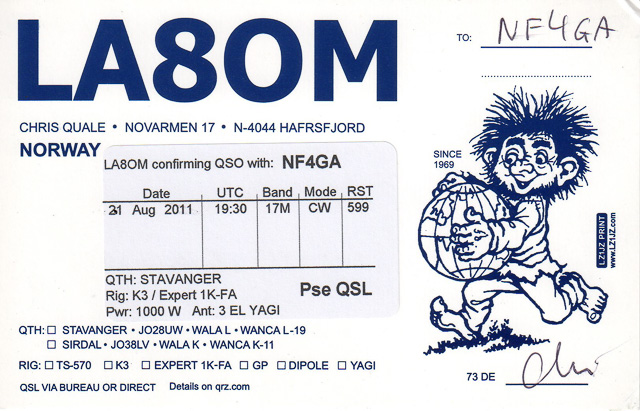 LA8OM
TO: NF4GA
CHRIS QUALE • NOVARMEN 17 • N-4044 HAFRSFJORD
NORWAY
LA8OM confirming QSO with: NF4GA
Date UTC Band Mode RST
21 Aug 2011 19:30 17M CW 599
QTH: STAVANGER
Rig: K3 / Expert 1K-FA
Pse QSL
Pwr: 1000 W Ant: 3 EL YAGI
SINCE
1969
LZ1JZ PRINT
www.LZ1JZ.com
QTH: ☐ STAVANGER • JO28UW • WALA L • WANCA L-19
☐ SIRDAL • JO38LV • WALA K • WANCA K-11
RIG: ☐ TS-570 ☐ K3 ☐ EXPERT 1K-FA ☐ GP ☐ DIPOLE ☐ YAGI
QSL VIA BUREAU OR DIRECT Details on qrz.com
73 DE